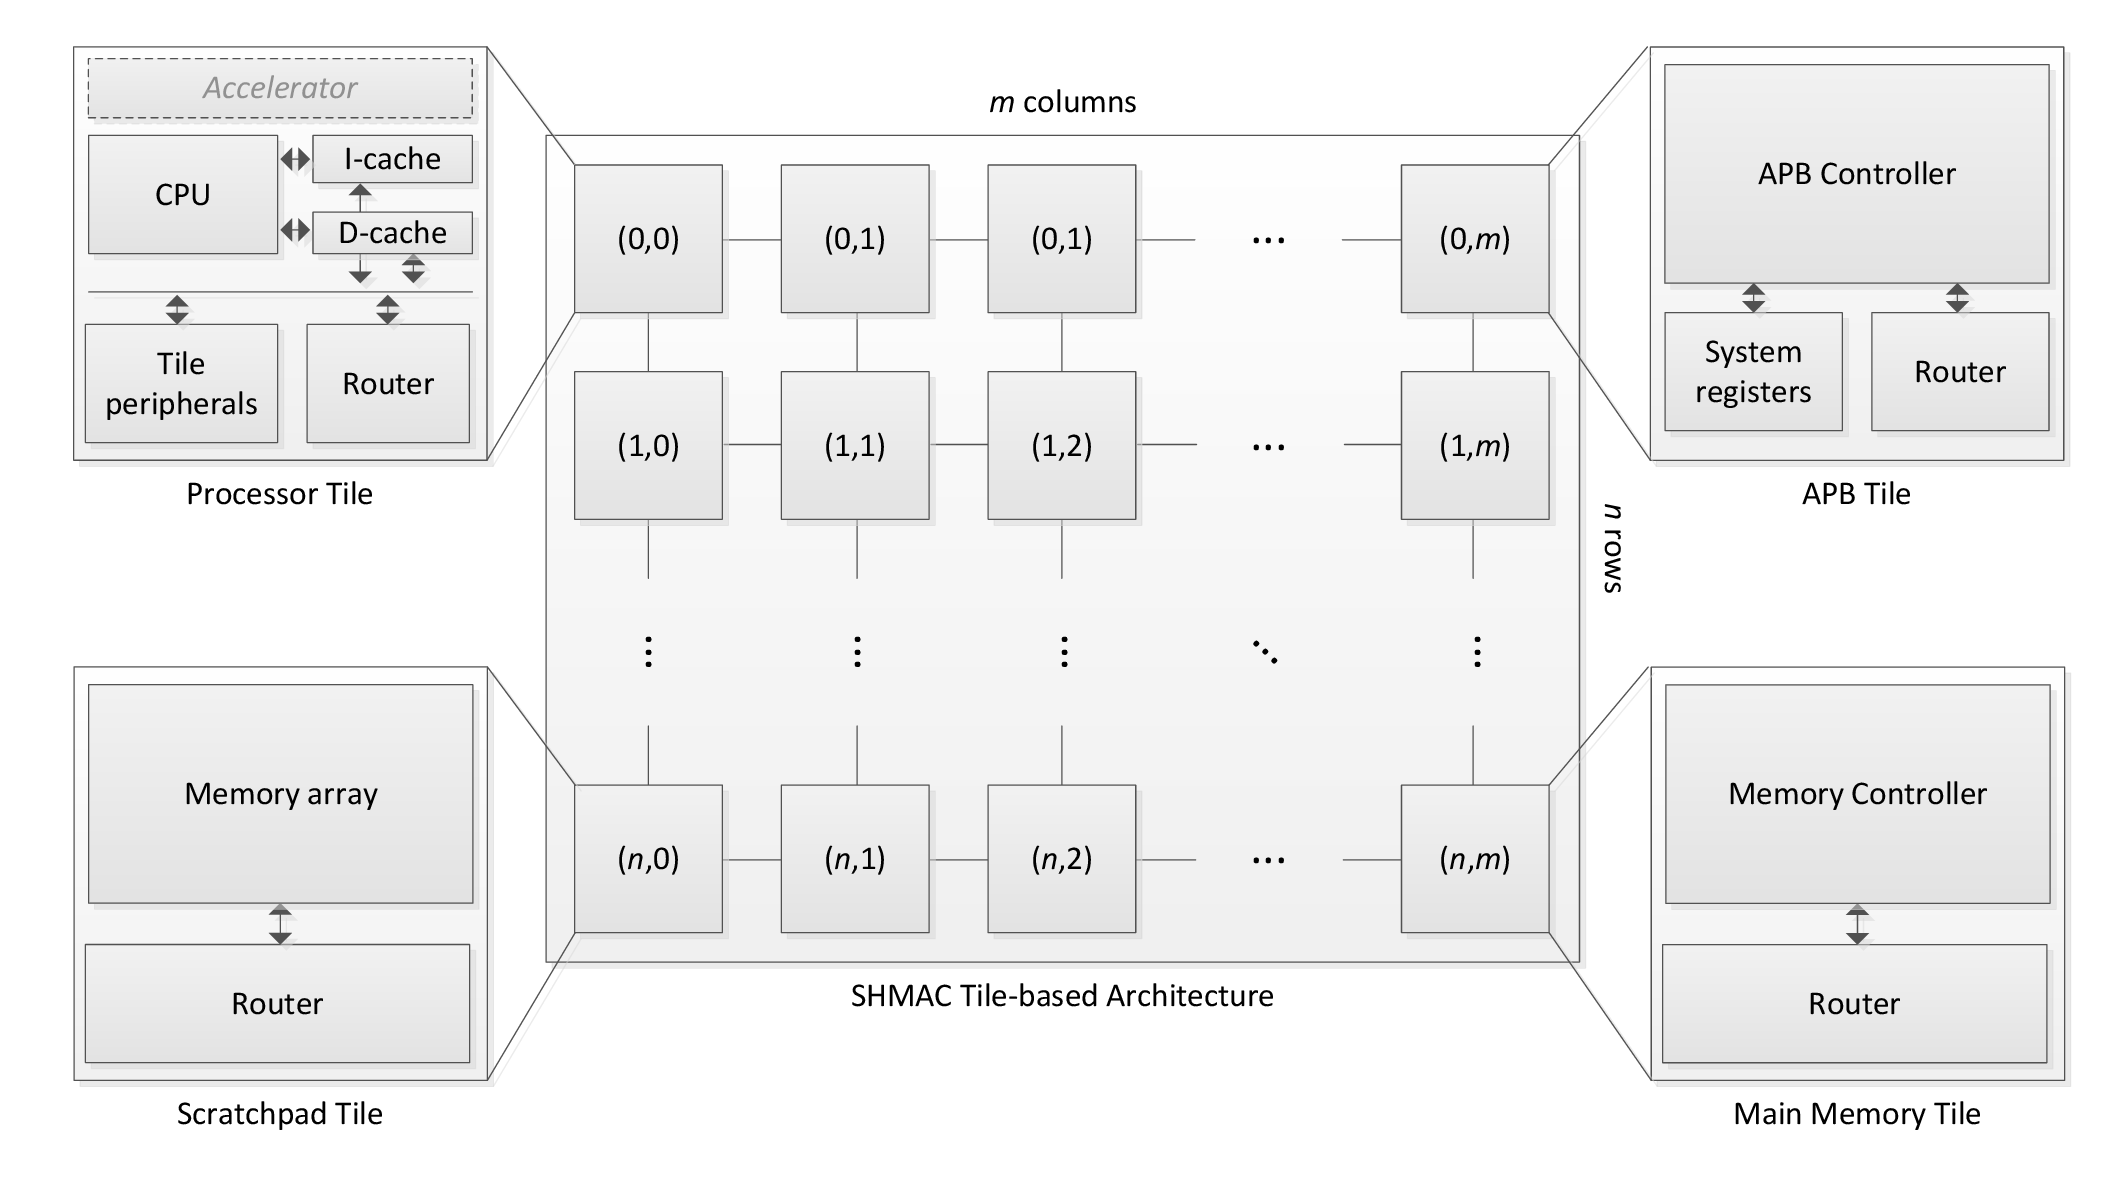 Accelerator
CPU
I-cache
D-cache
Tile
peripherals
Router
Processor Tile
m columns
(0,0)
(0,1)
(0,1)
...
(0,m)
(1,0)
(1,1)
(1,2)
...
(1,m)
n rows
(n,0)
(n,1)
(n,2)
...
(n,m)
SHMAC Tile-based Architecture
APB Controller
System
registers
Router
APB Tile
Memory array
Router
Scratchpad Tile
Memory Controller
Router
Main Memory Tile